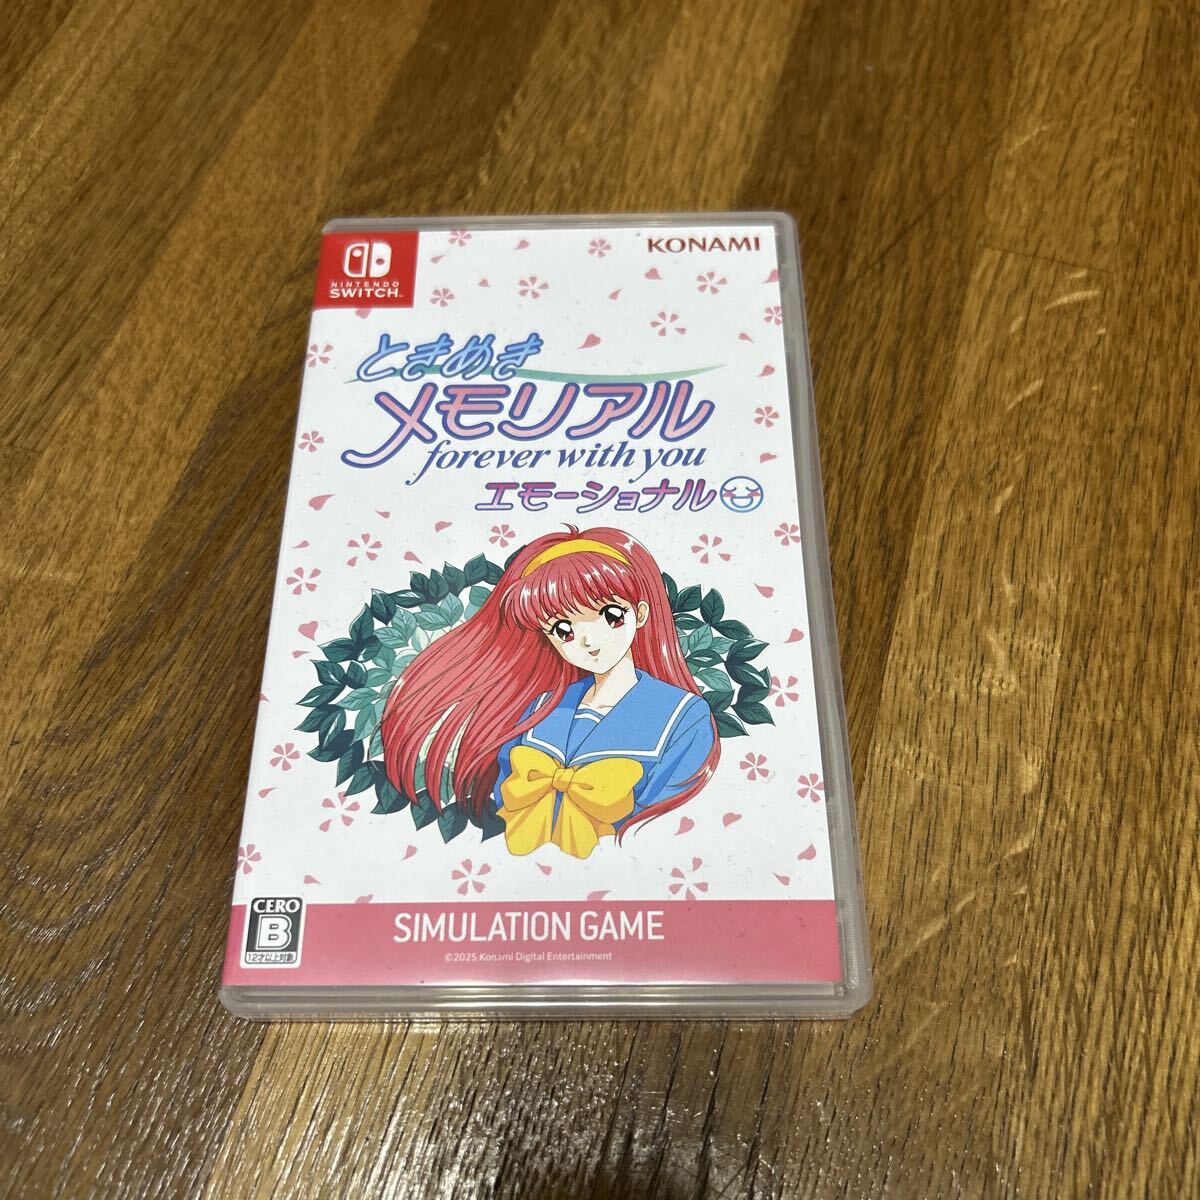 NINTENDO
SWITCH™
KONAMI
ときめき
メモリアル
forever with you
エモーショナル
CERO
B
12才以上対象
SIMULATION GAME
©2025 Konami Digital Entertainment